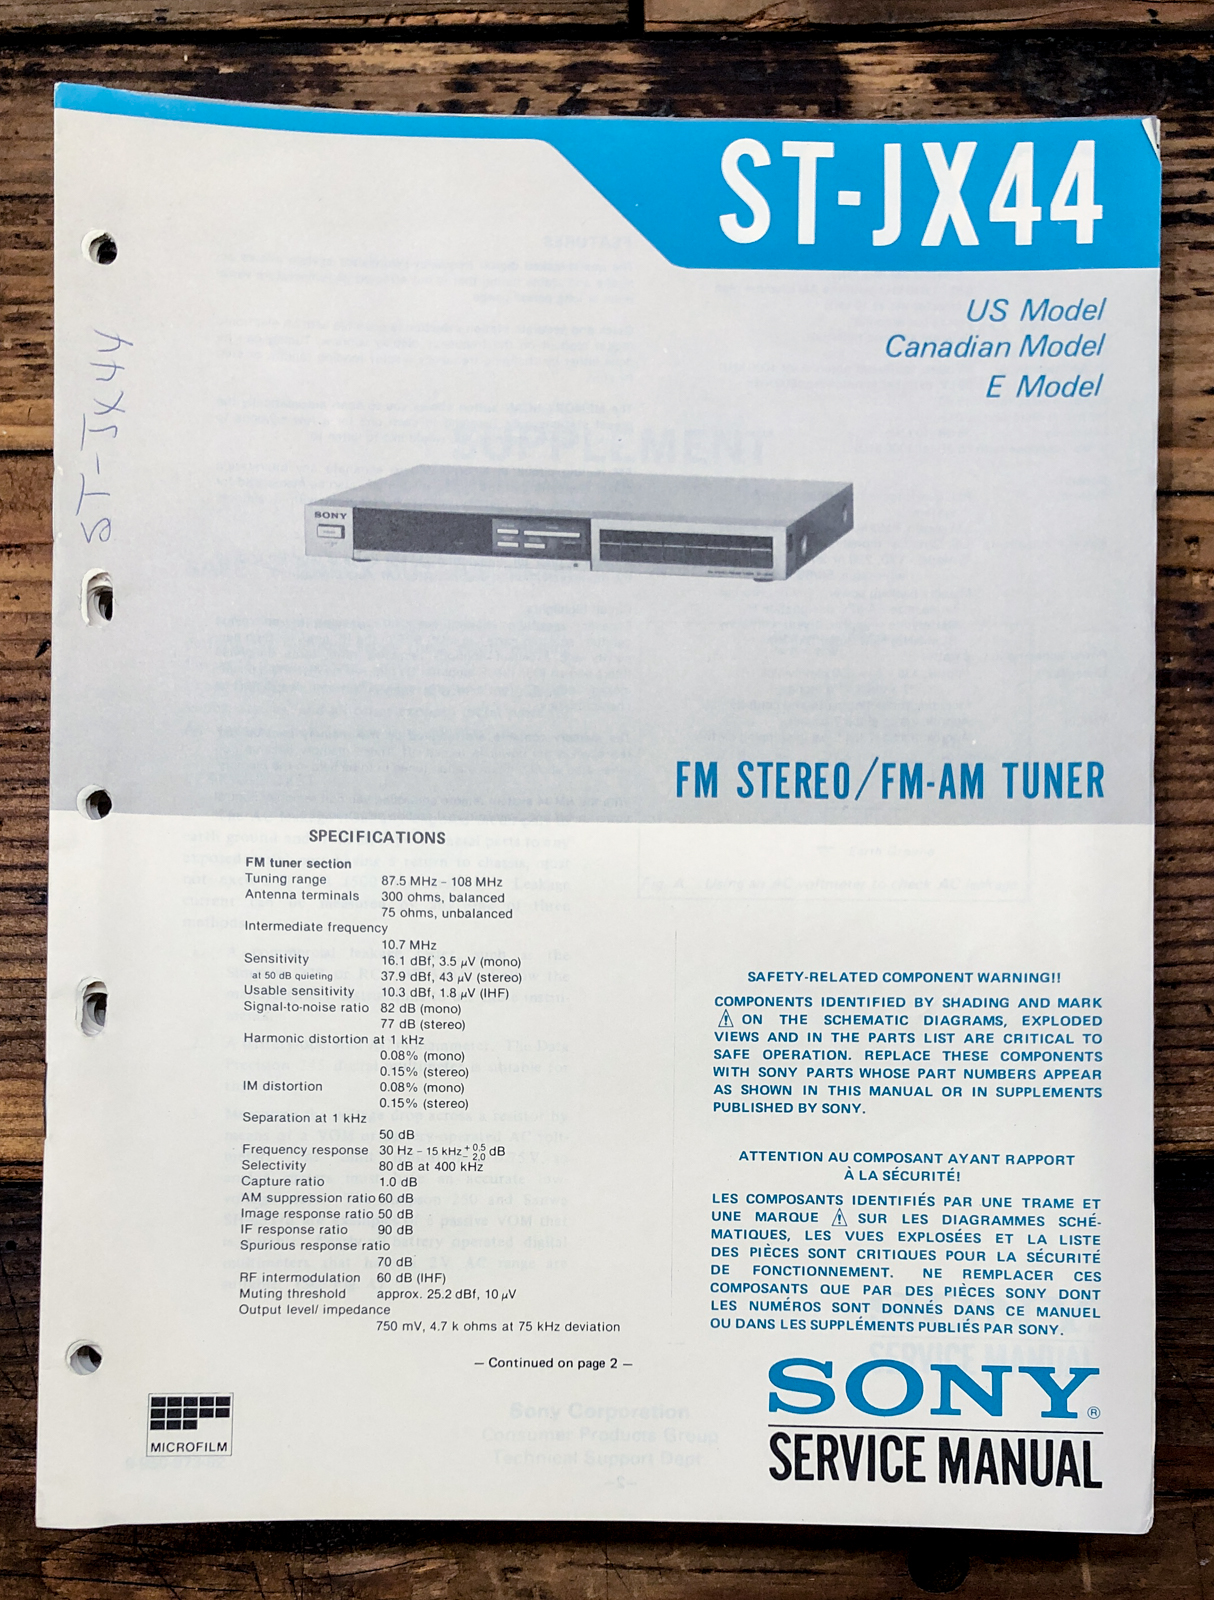 ST-JX44
US Model
Canadian Model
E Model
ST-JX44
SONY
FM STEREO/FM-AM TUNER
SPECIFICATIONS
FM tuner section
Tuning range 87.5 MHz – 108 MHz
Antenna terminals 300 ohms, balanced
75 ohms, unbalanced
Intermediate frequency
10.7 MHz
Sensitivity 16.1 dBf, 3.5 μV (mono)
at 50 dB quieting 37.9 dBf, 43 μV (stereo)
Usable sensitivity 10.3 dBf, 1.8 μV (IHF)
Signal-to-noise ratio 82 dB (mono)
77 dB (stereo)
Harmonic distortion at 1 kHz
0.08% (mono)
0.15% (stereo)
IM distortion 0.08% (mono)
0.15% (stereo)
Separation at 1 kHz
50 dB
Frequency response 30 Hz – 15 kHz +0.5 −2.0 dB
Selectivity 80 dB at 400 kHz
Capture ratio 1.0 dB
AM suppression ratio 60 dB
Image response ratio 50 dB
IF response ratio 90 dB
Spurious response ratio
70 dB
RF intermodulation 60 dB (IHF)
Muting threshold approx. 25.2 dBf, 10 μV
Output level/ impedance
750 mV, 4.7 k ohms at 75 kHz deviation
— Continued on page 2 —
MICROFILM
SAFETY-RELATED COMPONENT WARNING!!
COMPONENTS IDENTIFIED BY SHADING AND MARK
⚠ ON THE SCHEMATIC DIAGRAMS, EXPLODED
VIEWS AND IN THE PARTS LIST ARE CRITICAL TO
SAFE OPERATION. REPLACE THESE COMPONENTS
WITH SONY PARTS WHOSE PART NUMBERS APPEAR
AS SHOWN IN THIS MANUAL OR IN SUPPLEMENTS
PUBLISHED BY SONY.
ATTENTION AU COMPOSANT AYANT RAPPORT
À LA SÉCURITÉ!
LES COMPOSANTS IDENTIFIÉS PAR UNE TRAME ET
UNE MARQUE ⚠ SUR LES DIAGRAMMES SCHÉ-
MATIQUES, LES VUES EXPLOSÉES ET LA LISTE
DES PIÈCES SONT CRITIQUES POUR LA SÉCURITÉ
DE FONCTIONNEMENT. NE REMPLACER CES
COMPOSANTS QUE PAR DES PIÈCES SONY DONT
LES NUMÉROS SONT DONNÉS DANS CE MANUEL
OU DANS LES SUPPLÉMENTS PUBLIÉS PAR SONY.
SONY®
SERVICE MANUAL